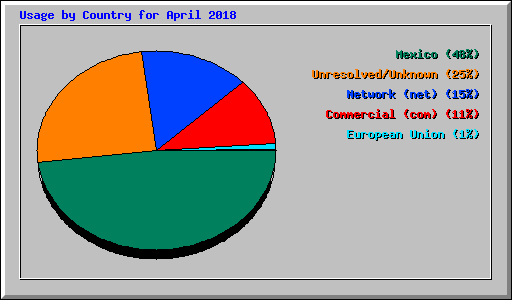 Usage by Country for April 2018
Mexico (48%)
Unresolved/Unknown (25%)
Network (net) (15%)
Commercial (com) (11%)
European Union (1%)